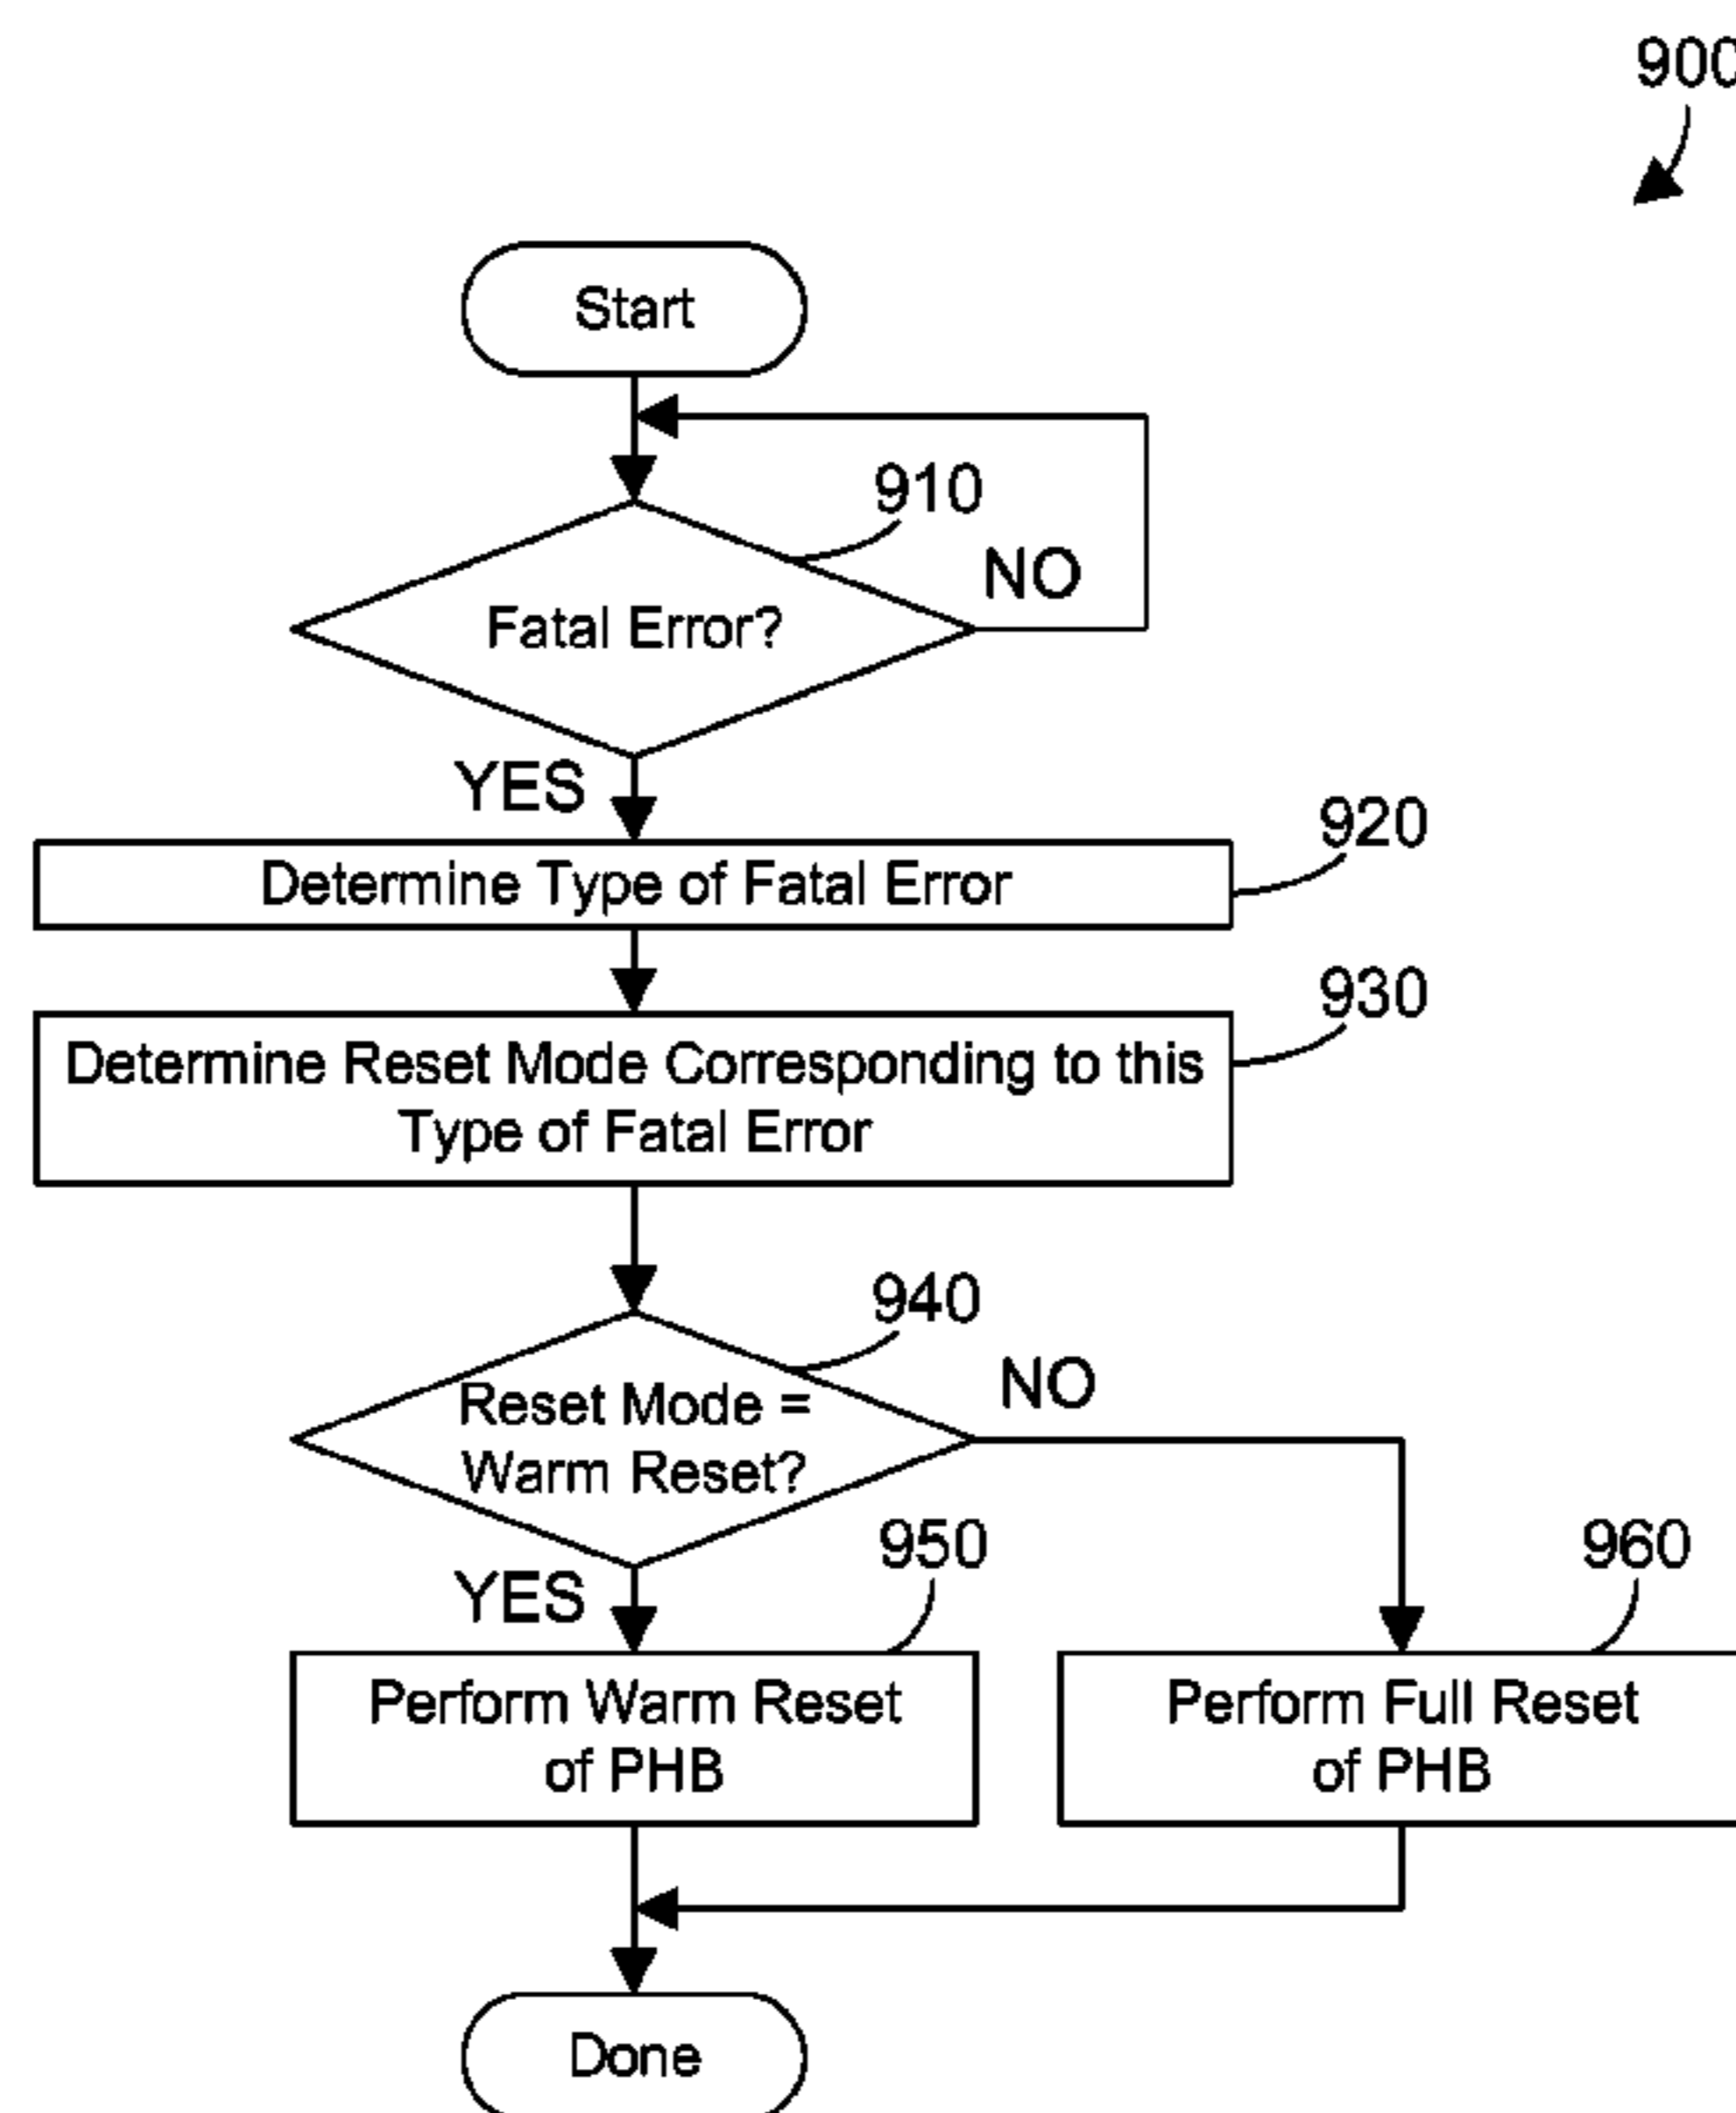 900
Start
910
NO
Fatal Error?
YES
920
Determine Type of Fatal Error
930
Determine Reset Mode Corresponding to this
Type of Fatal Error
940
NO
Reset Mode =
Warm Reset?
950
960
YES
Perform Warm Reset
of PHB
Perform Full Reset
of PHB
Done